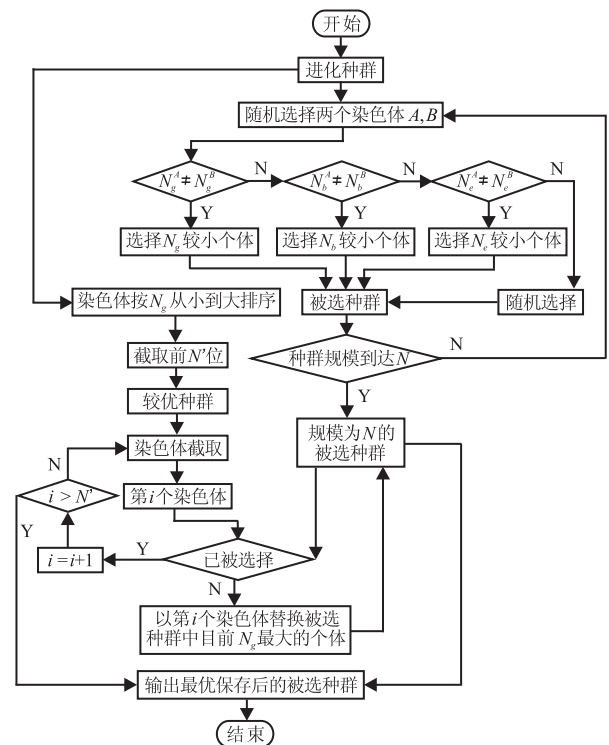 开始
进化种群
随机选择两个染色体 A,B
N_g^A≠N_g^B
N
N_b^A≠N_b^B
N
N_e^A≠N_e^B
N
Y
Y
Y
选择N_g较小个体
选择N_b较小个体
选择N_e较小个体
染色体按N_g从小到大排序
被选种群
随机选择
截取前N'位
种群规模到达N
N
Y
较优种群
规模为N的
被选种群
染色体截取
N
i > N'
第i个染色体
Y
i=i+1
Y
已被选择
N
以第i个染色体替换被选
种群中目前N_g最大的个体
输出最优保存后的被选种群
结束